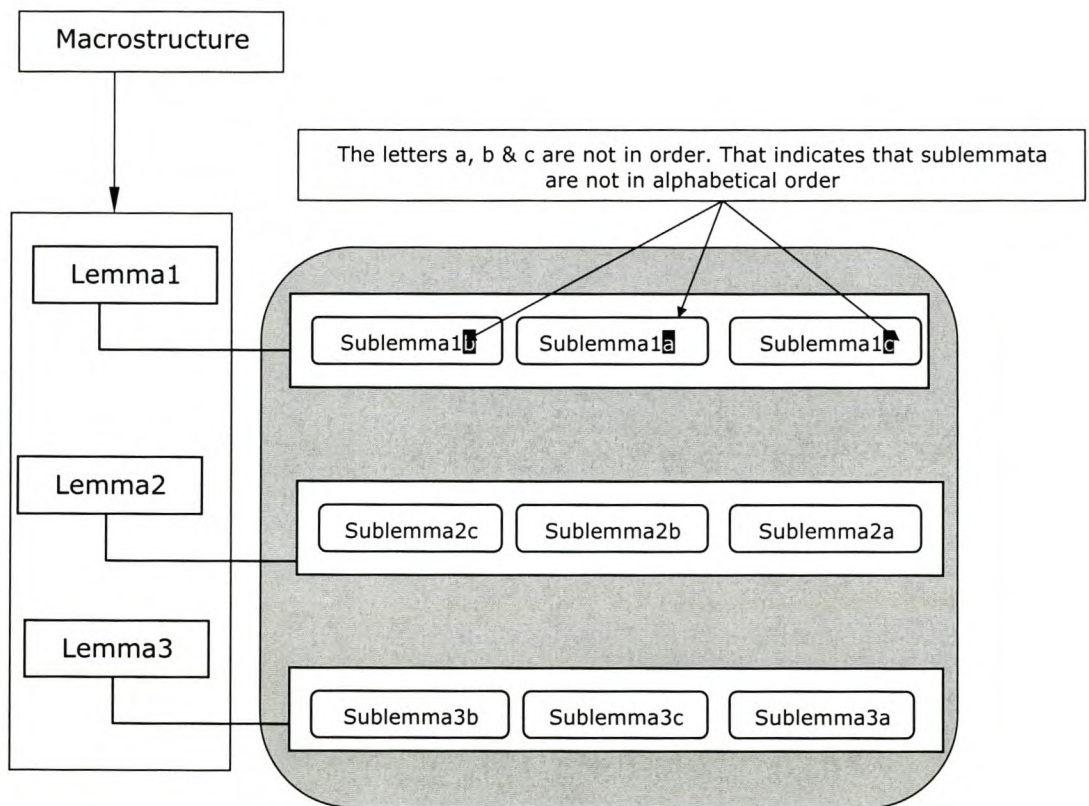 Macrostructure
The letters a, b & c are not in order. That indicates that sublemmata
are not in alphabetical order
Lemma1
Sublemma1b
Sublemma1a
Sublemma1c
Lemma2
Sublemma2c
Sublemma2b
Sublemma2a
Lemma3
Sublemma3b
Sublemma3c
Sublemma3a